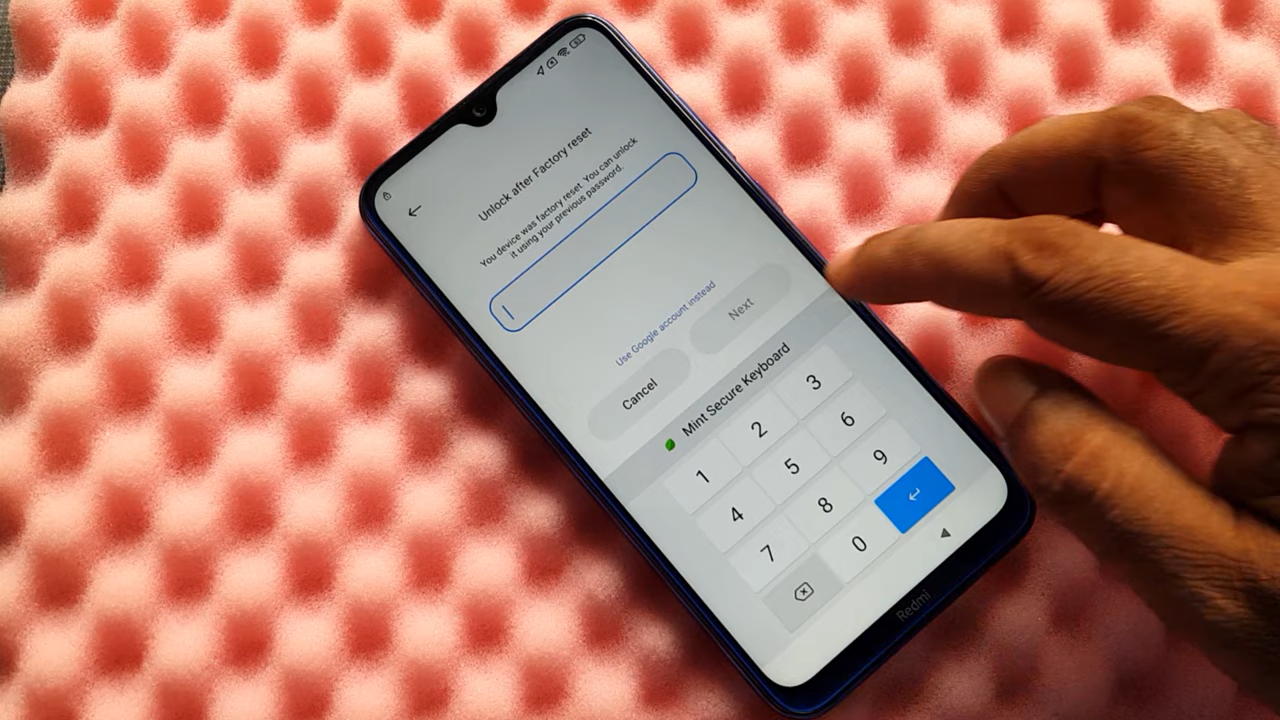 Unlock after Factory reset
You device was factory reset. You can unlock
it using your previous password.
Use Google account instead
Cancel
Next
Mint Secure Keyboard
1 2 3
4 5 6
7 8 9
0
Redmi